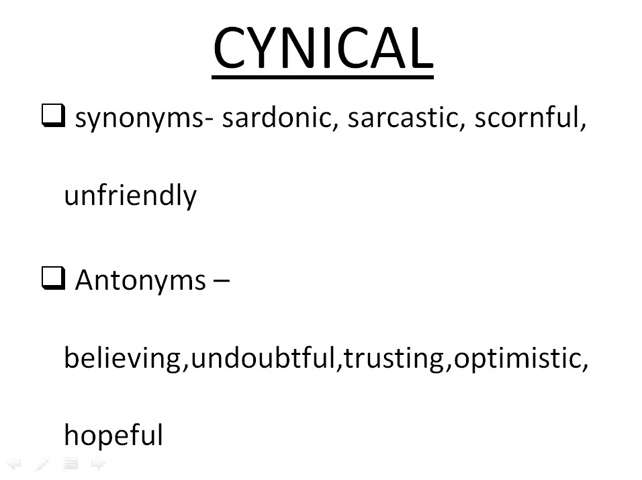 CYNICAL
synonyms- sardonic, sarcastic, scornful,
unfriendly
Antonyms –
believing,undoubtful,trusting,optimistic,
hopeful